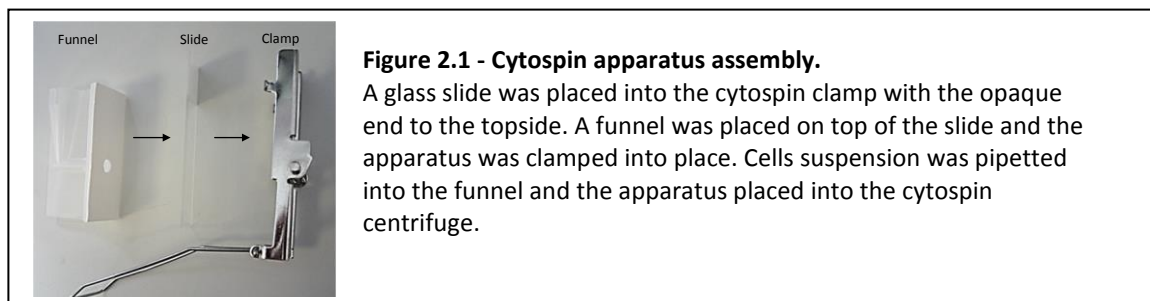 Funnel Slide Clamp
Figure 2.1 - Cytospin apparatus assembly.
A glass slide was placed into the cytospin clamp with the opaque
end to the topside. A funnel was placed on top of the slide and the
apparatus was clamped into place. Cells suspension was pipetted
into the funnel and the apparatus placed into the cytospin
centrifuge.